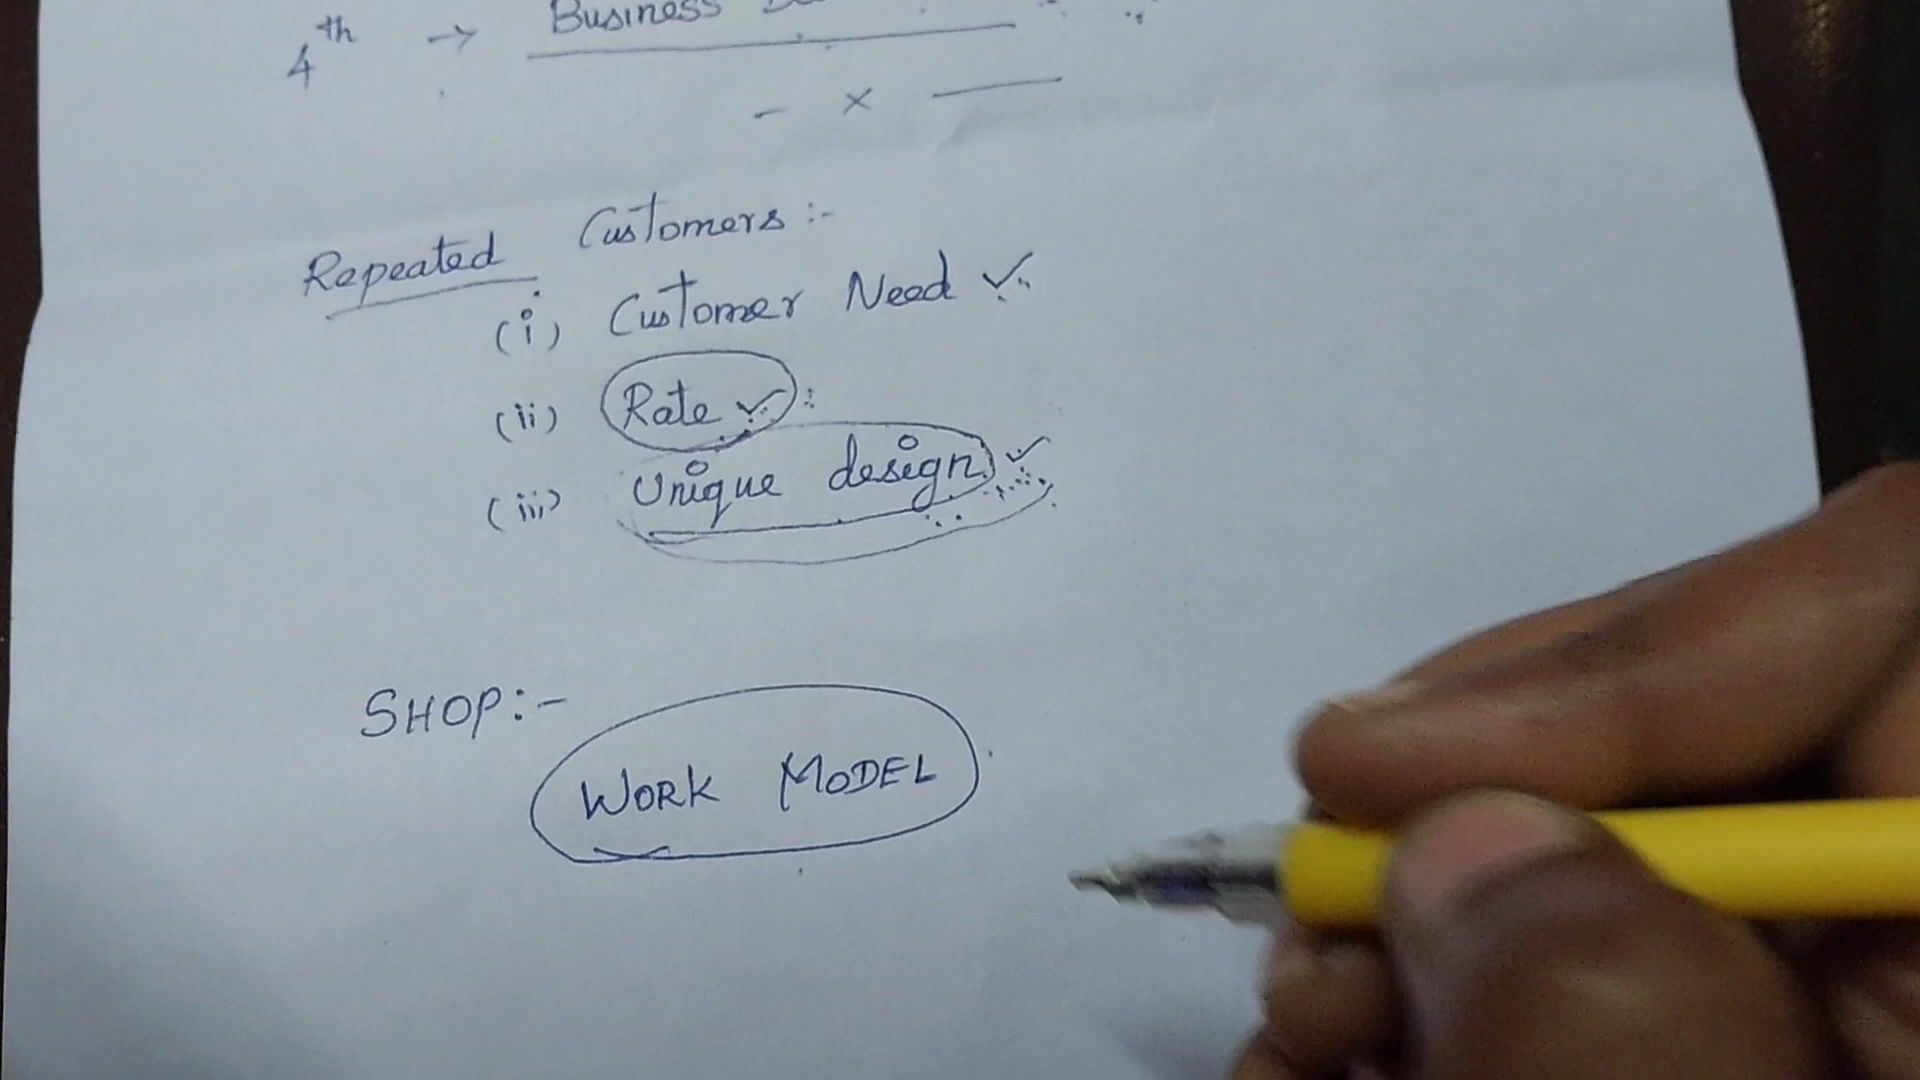 4th → Business
- x -
Repeated Customers :-
(i) Customer Need ✓
(ii) Rate ✓
(iii) Unique design ✓
SHOP:-
WORK MODEL